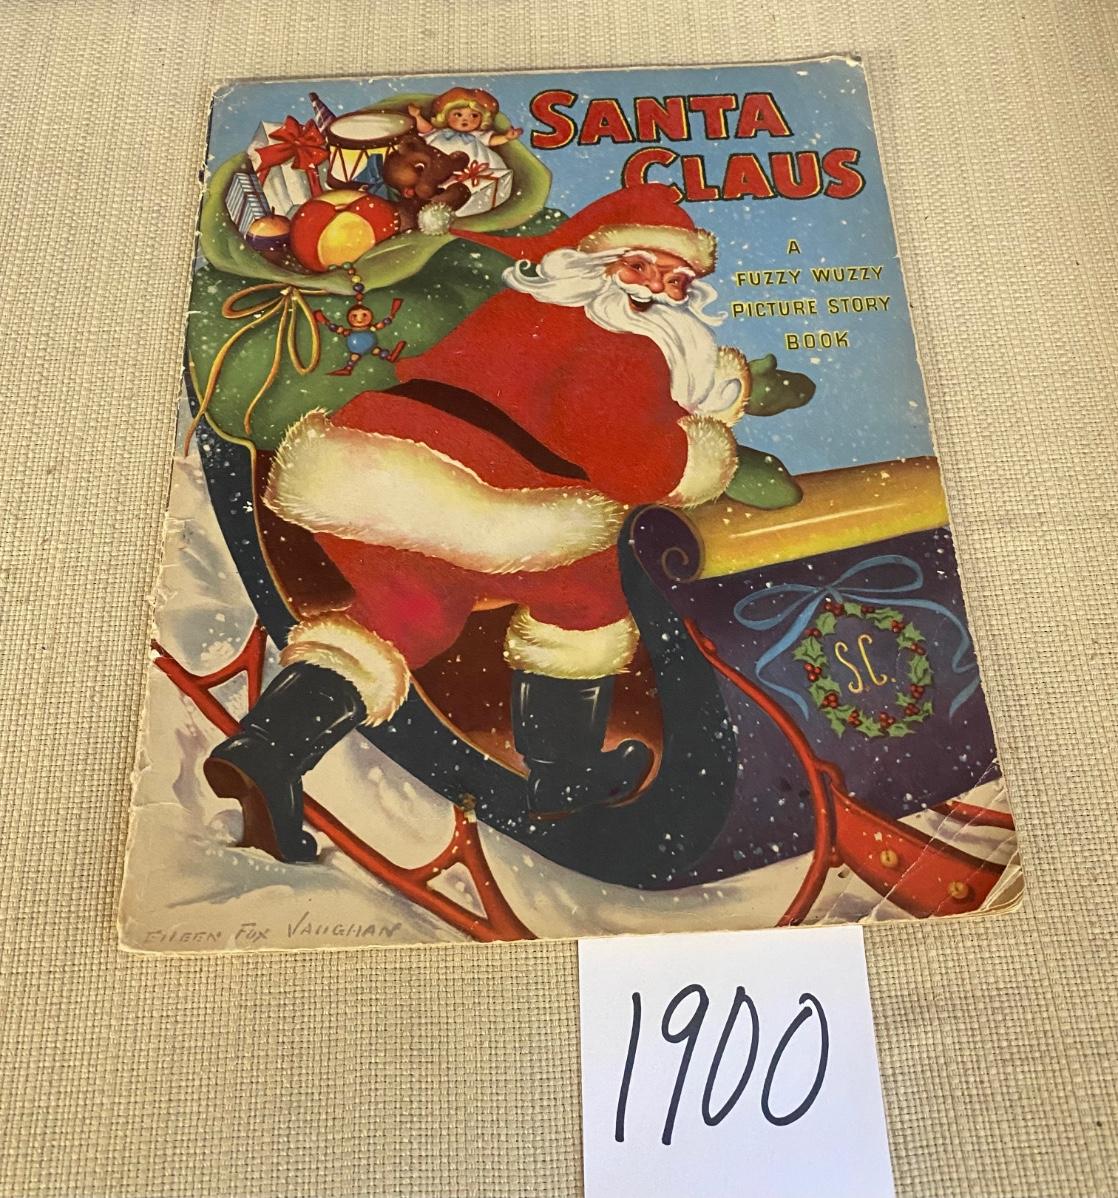 SANTA
CLAUS
A
FUZZY WUZZY
PICTURE STORY
BOOK
S.C.
EILEEN FOX VAUGHAN
1900